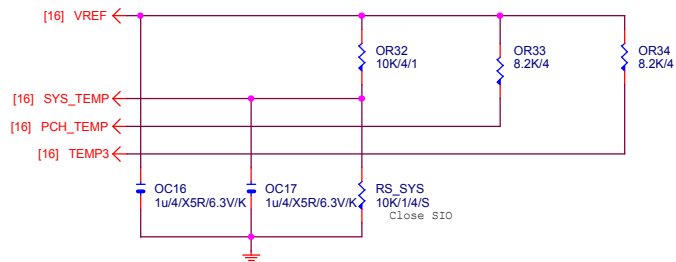 [16] VREF
OR32
10K/4/1
OR33
8.2K/4
OR34
8.2K/4
[16] SYS_TEMP
[16] PCH_TEMP
[16] TEMP3
OC16
1u/4/X5R/6.3V/K
OC17
1u/4/X5R/6.3V/K
RS_SYS
10K/1/4/S
Close SIO